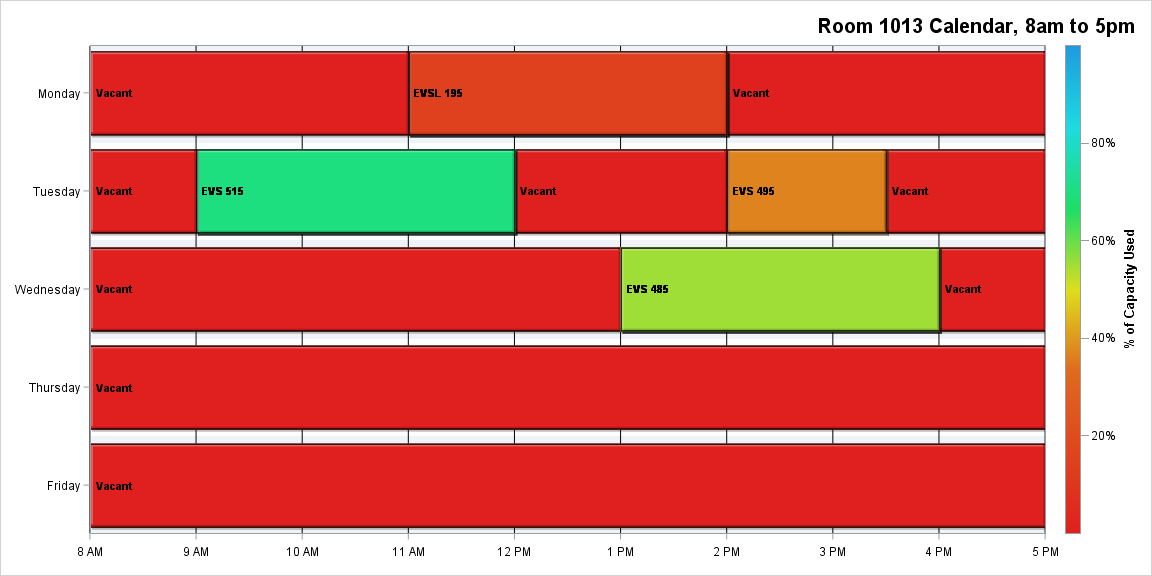 Room 1013 Calendar, 8am to 5pm
Monday
Vacant
EVSL 195
Vacant
Tuesday
Vacant
EVS 515
Vacant
EVS 495
Vacant
Wednesday
Vacant
EVS 485
Vacant
Thursday
Vacant
Friday
Vacant
8 AM
9 AM
10 AM
11 AM
12 PM
1 PM
2 PM
3 PM
4 PM
5 PM
80%
60%
40%
20%
% of Capacity Used